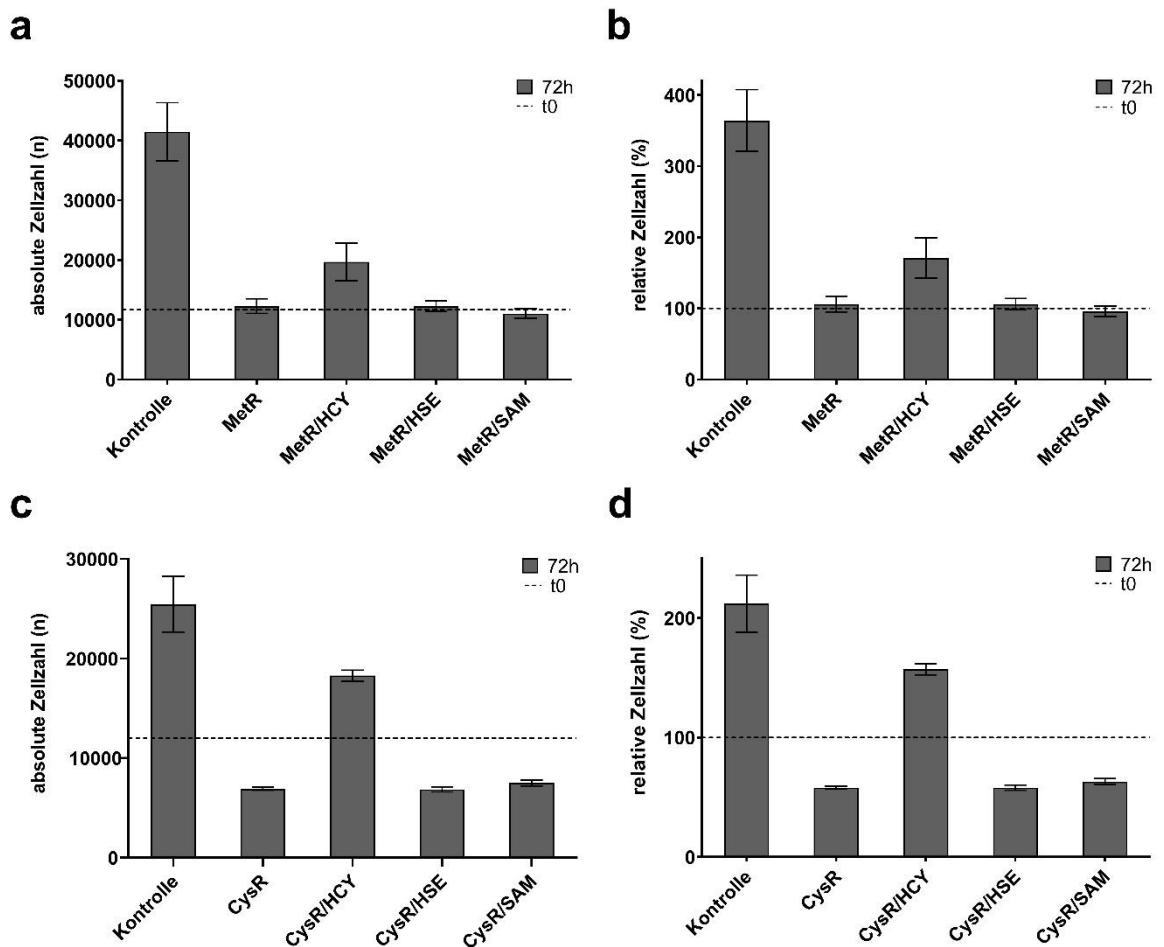 a
50000
40000
30000
20000
10000
0
absolute Zellzahl (n)
72h
t0
Kontrolle
MetR
MetR/HCY
MetR/HSE
MetR/SAM
b
400
300
200
100
0
relative Zellzahl (%)
72h
t0
Kontrolle
MetR
MetR/HCY
MetR/HSE
MetR/SAM
c
30000
20000
10000
0
absolute Zellzahl (n)
72h
t0
Kontrolle
CysR
CysR/HCY
CysR/HSE
CysR/SAM
d
200
100
0
relative Zellzahl (%)
72h
t0
Kontrolle
CysR
CysR/HCY
CysR/HSE
CysR/SAM